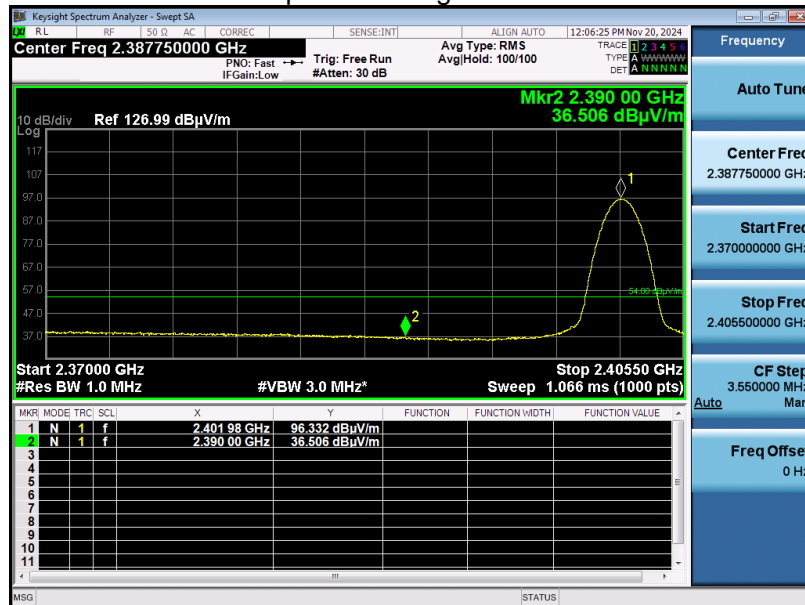 Keysight Spectrum Analyzer - Swept SA
LXI RL RF 50 Ω AC CORREC SENSE:INT ALIGN AUTO 12:06:25 PM Nov 20, 2024
Center Freq 2.387750000 GHz
PNO: Fast
IFGain:Low
Trig: Free Run
#Atten: 30 dB
Avg Type: RMS
Avg|Hold: 100/100
TRACE 1 2 3 4 5 6
TYPE A WWWWW
DET A N N N N N
Mkr2 2.390 00 GHz
36.506 dBµV/m
10 dB/div
Log
Ref 126.99 dBµV/m
117
107
97.0
87.0
77.0
67.0
57.0
47.0
37.0
1
54.00 dBµV/m
2
Start 2.37000 GHz
Stop 2.40550 GHz
#Res BW 1.0 MHz
#VBW 3.0 MHz*
Sweep 1.066 ms (1000 pts)
MKR MODE TRC SCL X Y FUNCTION FUNCTION WIDTH FUNCTION VALUE
1 N 1 f 2.401 98 GHz 96.332 dBµV/m
2 N 1 f 2.390 00 GHz 36.506 dBµV/m
3
4
5
6
7
8
9
10
11
MSG
STATUS
Frequency
Auto Tune
Center Freq
2.387750000 GHz
Start Freq
2.370000000 GHz
Stop Freq
2.405500000 GHz
CF Step
3.550000 MHz
Auto Man
Freq Offset
0 Hz